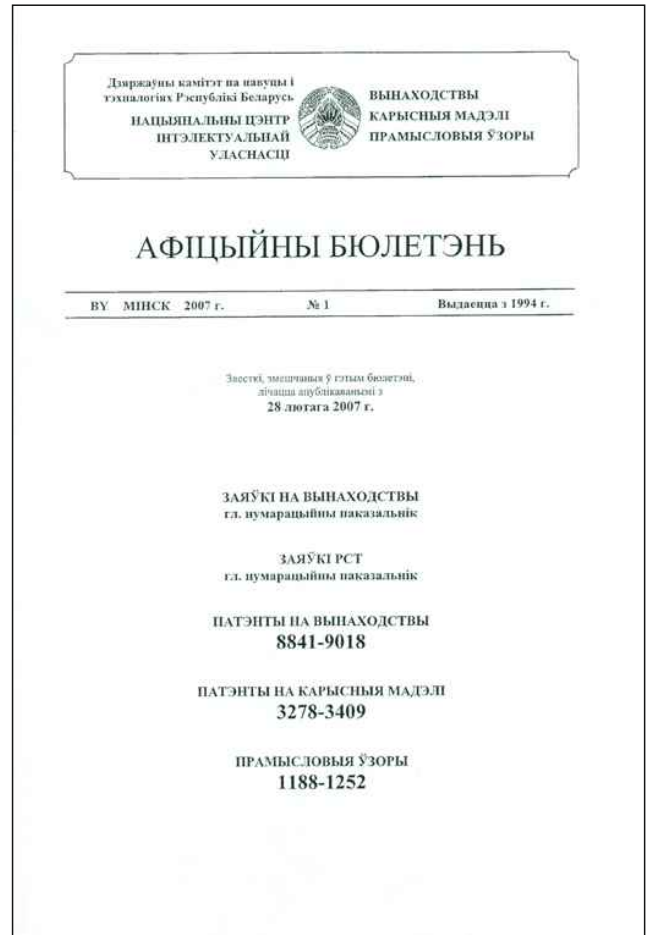 Дзяржаўны камітэт па навуцы і
тэхналогіях Рэспублікі Беларусь
НАЦЫЯНАЛЬНЫ ЦЭНТР
ІНТЭЛЕКТУАЛЬНАЙ
УЛАСНАСЦІ
ВЫНАХОДСТВЫ
КАРЫСНЫЯ МАДЭЛІ
ПРАМЫСЛОВЫЯ ЎЗОРЫ
АФІЦЫЙНЫ БЮЛЕТЭНЬ
BY МІНСК 2007 г. № 1 Выдаецца з 1994 г.
Звесткі, змешчаныя ў гэтым бюлетэні,
лічацца апублікаванымі з
28 лютага 2007 г.
ЗАЯЎКІ НА ВЫНАХОДСТВЫ
гл. нумарацыйны паказальнік
ЗАЯЎКІ РСТ
гл. нумарацыйны паказальнік
ПАТЭНТЫ НА ВЫНАХОДСТВЫ
8841-9018
ПАТЭНТЫ НА КАРЫСНЫЯ МАДЭЛІ
3278-3409
ПРАМЫСЛОВЫЯ ЎЗОРЫ
1188-1252